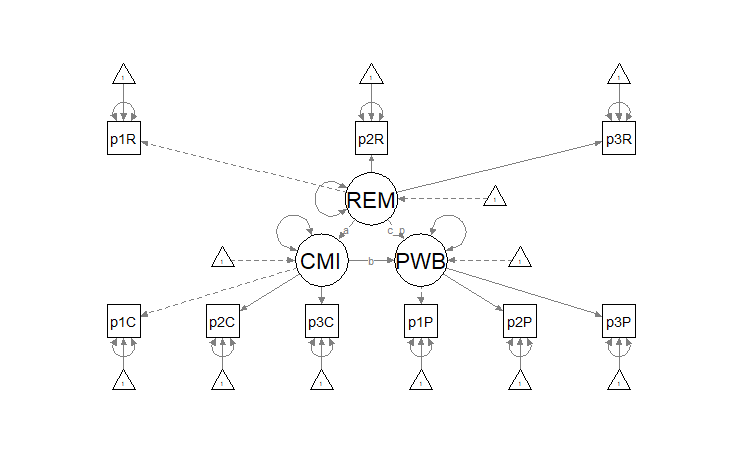 1 1 1
p1R p2R p3R
REM 1
a c_p
1 CMI b PWB 1
p1C p2C p3C p1P p2P p3P
1 1 1 1 1 1